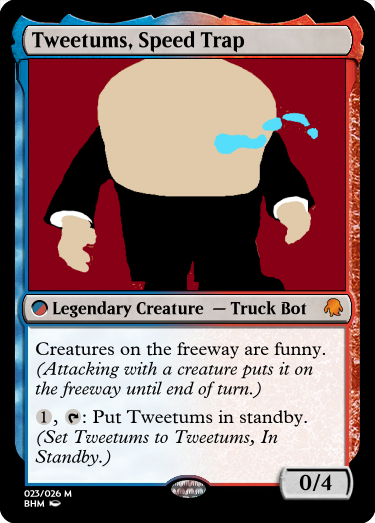 Tweetums, Speed Trap
Legendary Creature — Truck Bot
Creatures on the freeway are funny.
(Attacking with a creature puts it on
the freeway until end of turn.)
1, T: Put Tweetums in standby.
(Set Tweetums to Tweetums, In
Standby.)
0/4
023/026 M
BHM